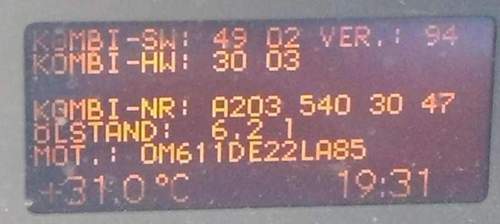 KOMBI-SW: 49 02 VER.: 94
KOMBI-HW: 30 03
KOMBI-NR: A203 540 30 47
ÖLSTAND: 6.2 l
MOT.: OM611DE22LA85
+31.0 °C 19:31